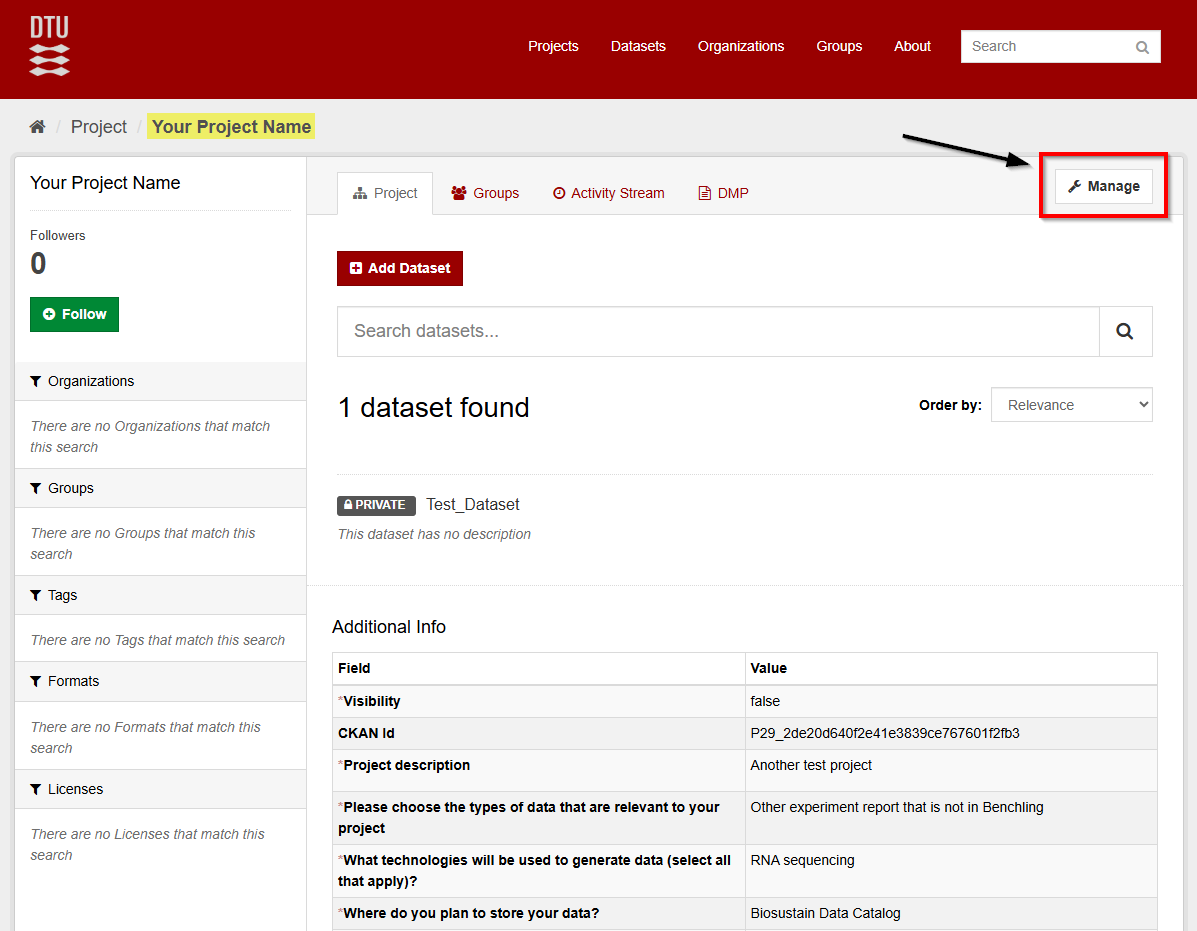 DTU
Projects
Datasets
Organizations
Groups
About
Search
/ Project / Your Project Name
Your Project Name
Followers
0
Follow
Organizations
There are no Organizations that match
this search
Groups
There are no Groups that match this
search
Tags
There are no Tags that match this search
Formats
There are no Formats that match this
search
Licenses
There are no Licenses that match this
search
Project
Groups
Activity Stream
DMP
Manage
Add Dataset
Search datasets...
1 dataset found
Order by: Relevance
PRIVATE Test_Dataset
This dataset has no description
Additional Info
Field Value
*Visibility false
CKAN Id P29_2de20d640f2e41e3839ce767601f2fb3
*Project description Another test project
*Please choose the types of data that are relevant to your Other experiment report that is not in Benchling
project
*What technologies will be used to generate data (select all RNA sequencing
that apply)?
*Where do you plan to store your data? Biosustain Data Catalog